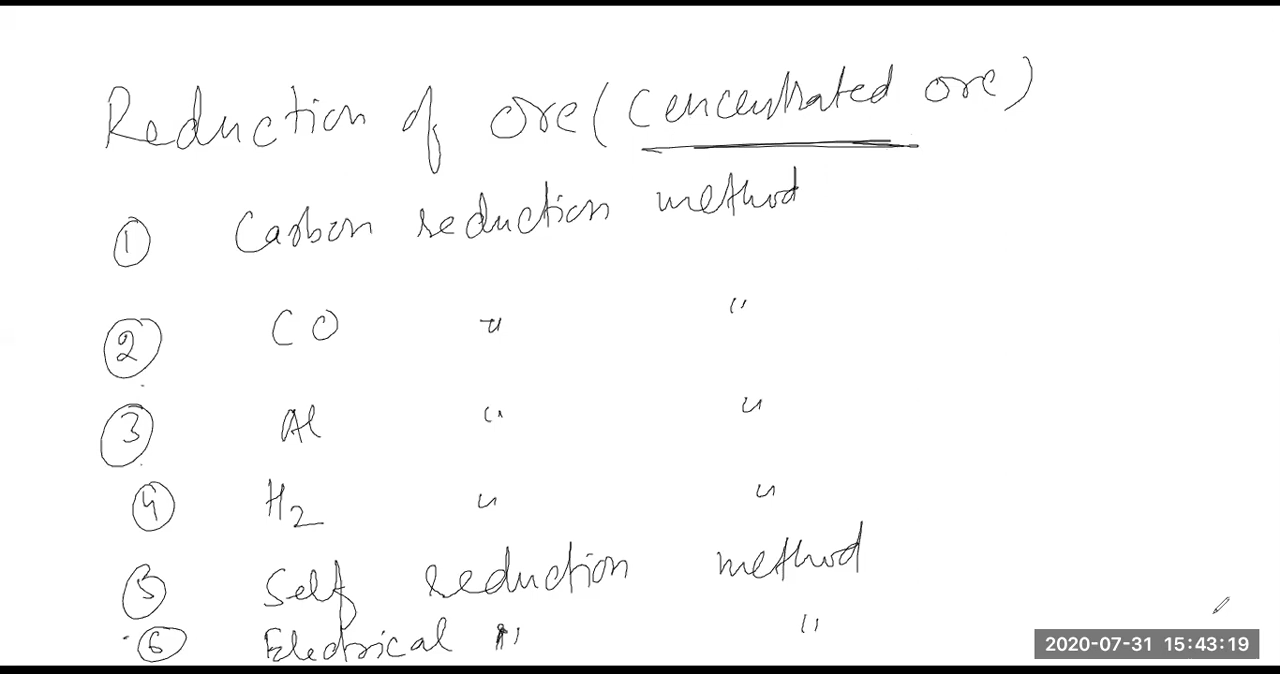 Reduction of ore (Concentrated ore)
① Carbon reduction method
② CO " "
③ Al " "
④ H2 " "
⑤ Self reduction method
⑥ Electrical " "
2020-07-31 15:43:19